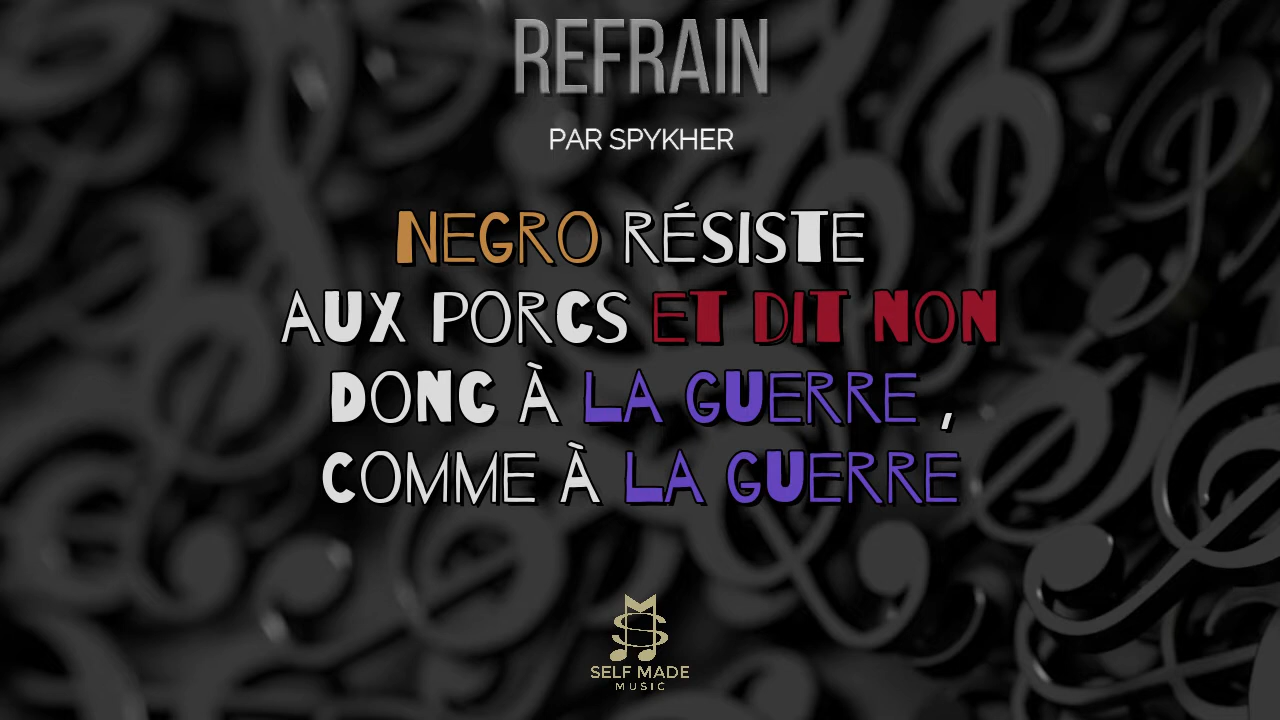 REFRAIN
PAR SPYKHER
NEGRO RÉSISTE
AUX PORCS ET DIT NON
DONC À LA GUERRE ,
COMME À LA GUERRE
SELF MADE
MUSIC